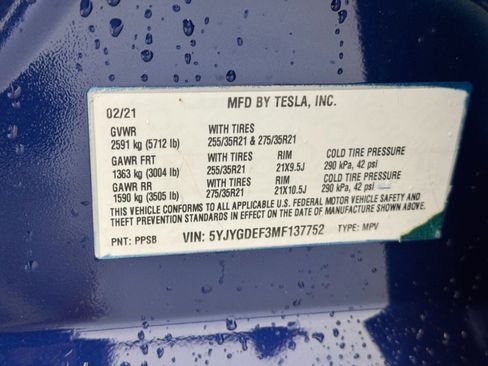 MFD BY TESLA, INC.
02/21
GVWR WITH TIRES
2591 kg (5712 lb) 255/35R21 & 275/35R21
GAWR FRT WITH TIRES RIM COLD TIRE PRESSURE
1363 kg (3004 lb) 255/35R21 21X9.5J 290 kPa, 42 psi
GAWR RR WITH TIRES RIM COLD TIRE PRESSURE
1590 kg (3505 lb) 275/35R21 21X10.5J 290 kPa, 42 psi
THIS VEHICLE CONFORMS TO ALL APPLICABLE U.S. FEDERAL MOTOR VEHICLE SAFETY AND
THEFT PREVENTION STANDARDS IN EFFECT ON THE DATE OF MANUFACTURE SHOWN ABOVE.
PNT: PPSB VIN: 5YJYGDEF3MF137752 TYPE: MPV